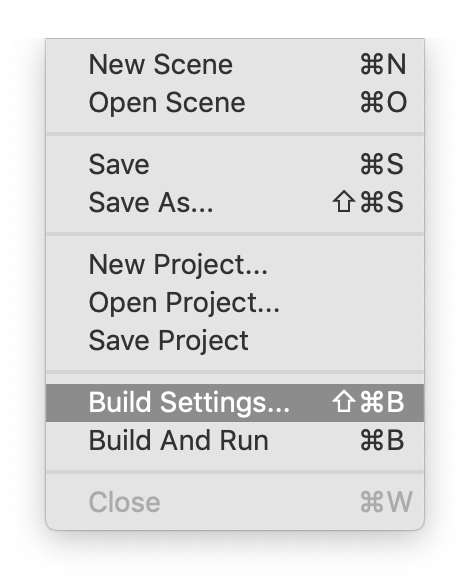 New Scene ⌘N
Open Scene ⌘O
Save ⌘S
Save As... ⇧⌘S
New Project...
Open Project...
Save Project
Build Settings... ⇧⌘B
Build And Run ⌘B
Close ⌘W